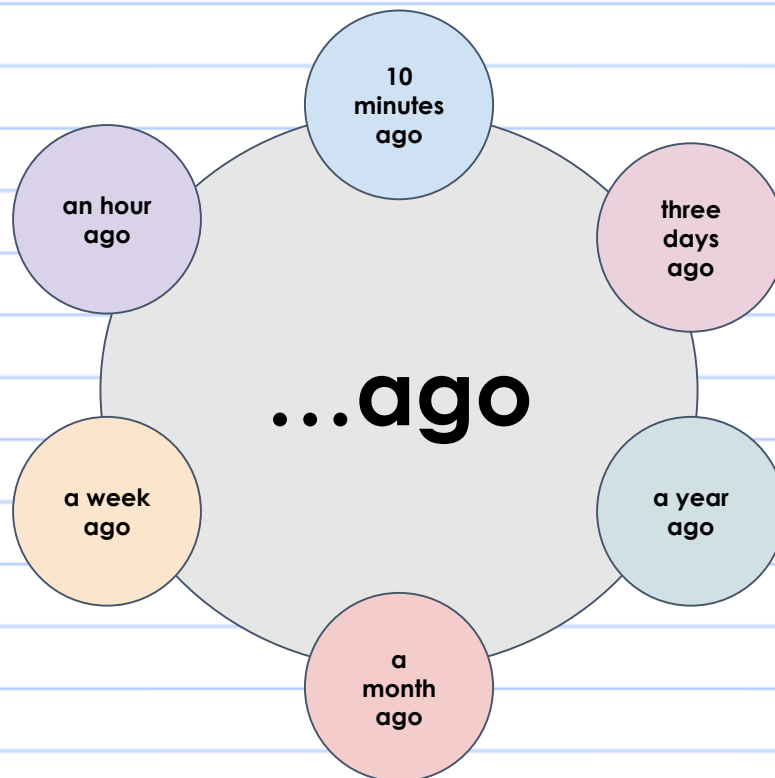 10
minutes
ago
an hour
ago
three
days
ago
…ago
a week
ago
a year
ago
a
month
ago